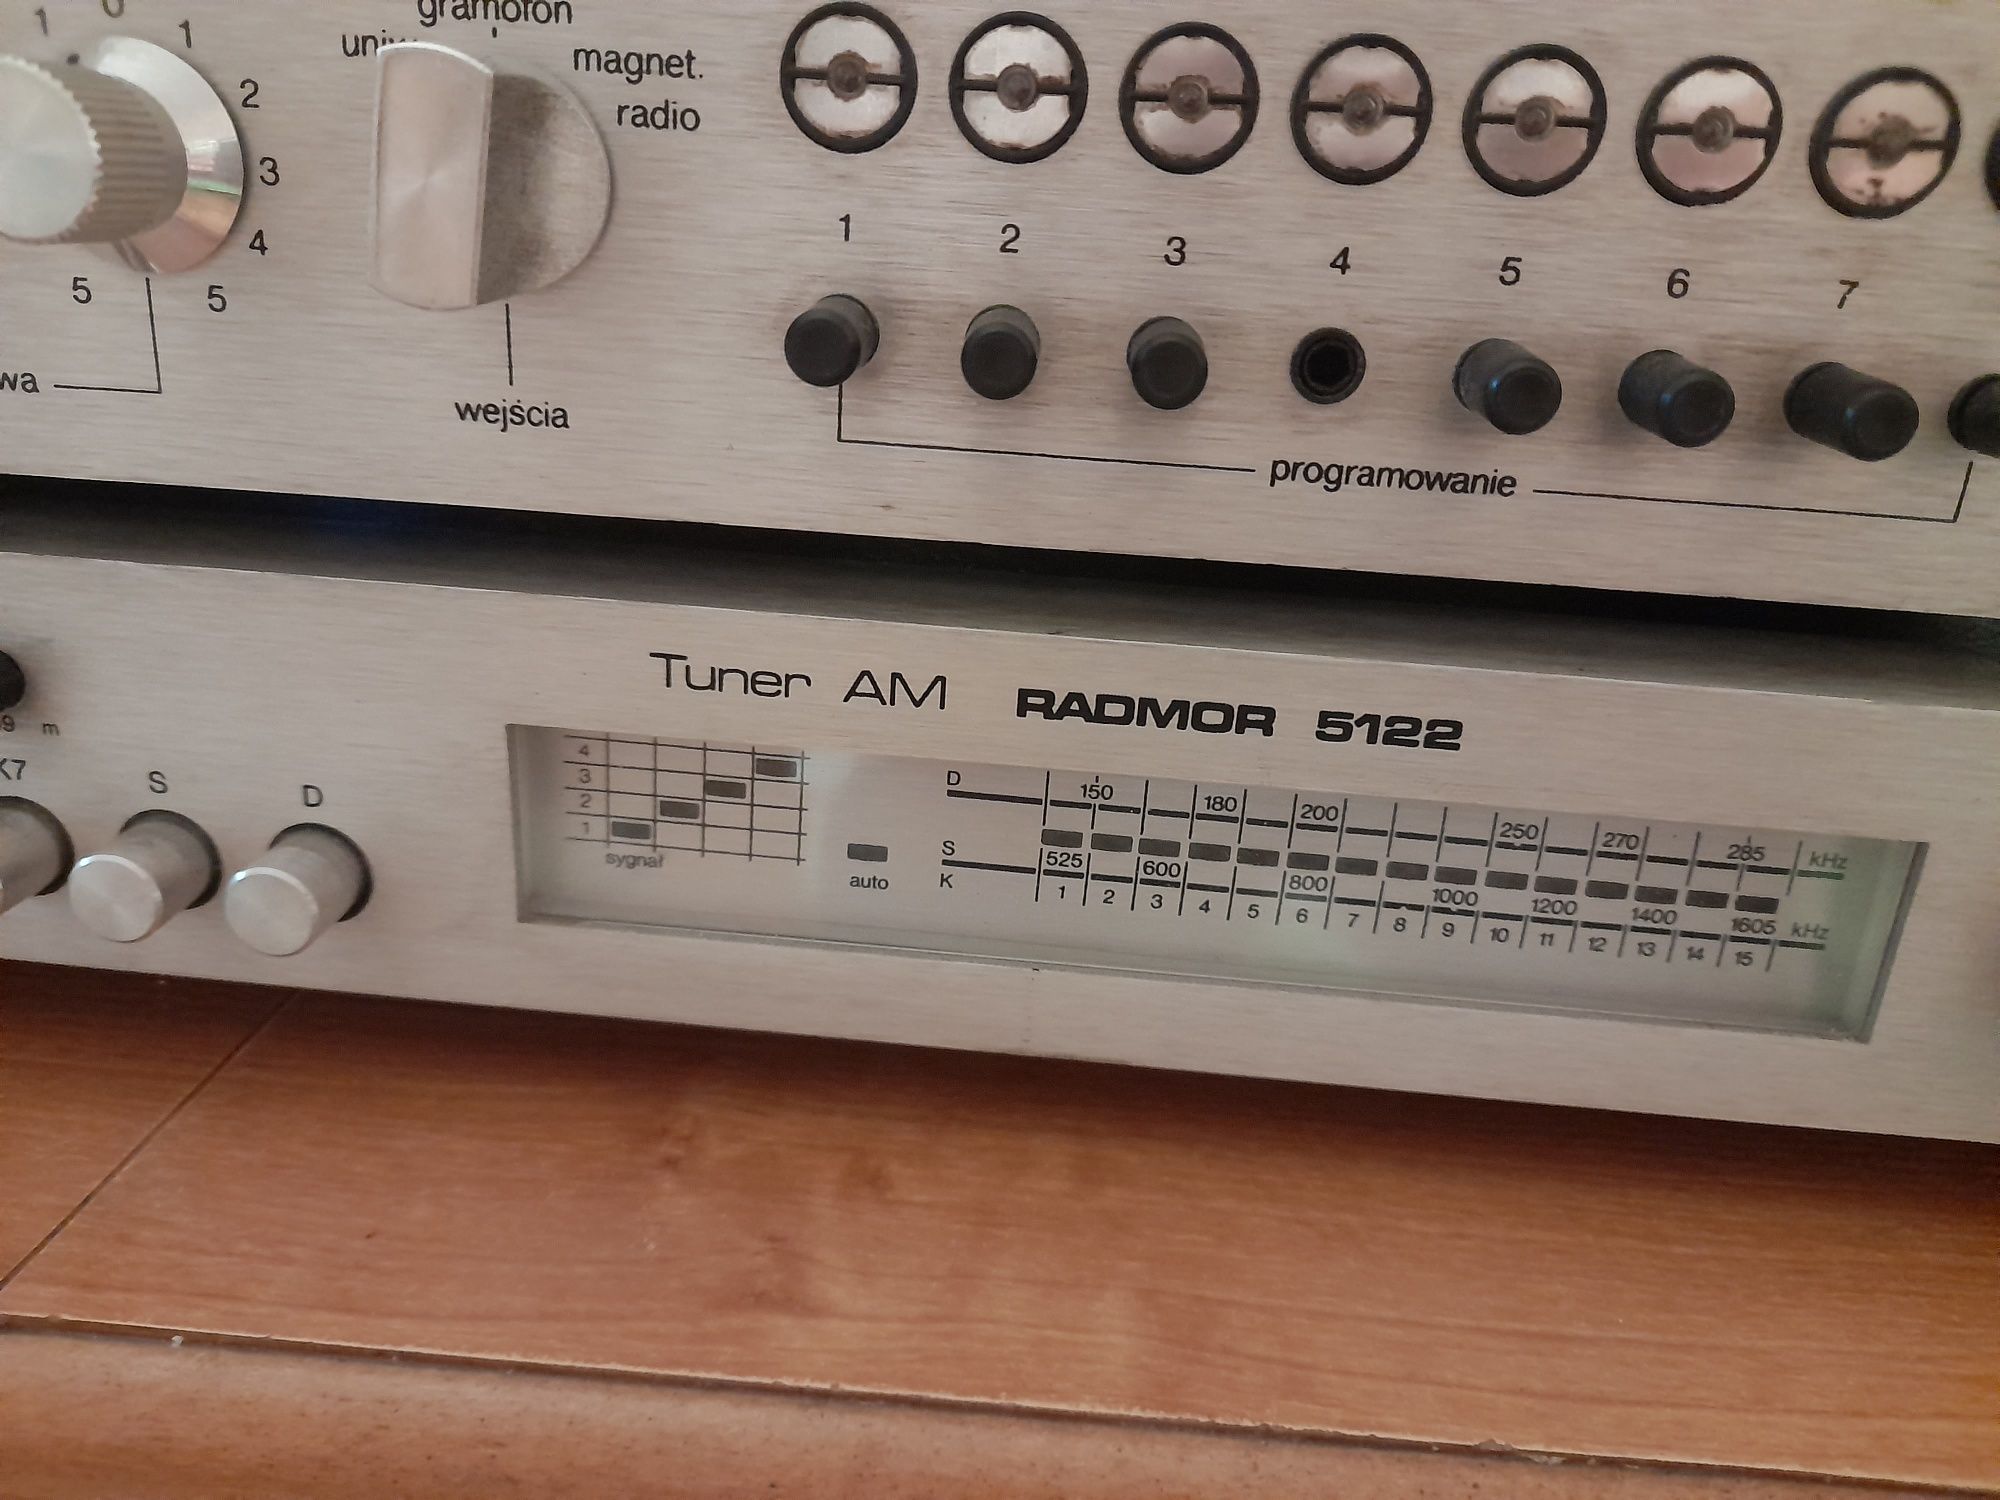 1 0 1
gramofon
magnet.
2
radio
3
4
5 5
1 2 3 4 5 6 7
wejścia
programowanie
Tuner AM RADMOR 5122
9 m
K7 S D
4
3
2
1
sygnał
auto
D 150 180 200 250 270 285 kHz
S 525 600 800 1000 1200 1400 1605 kHz
K 1 2 3 4 5 6 7 8 9 10 11 12 13 14 15